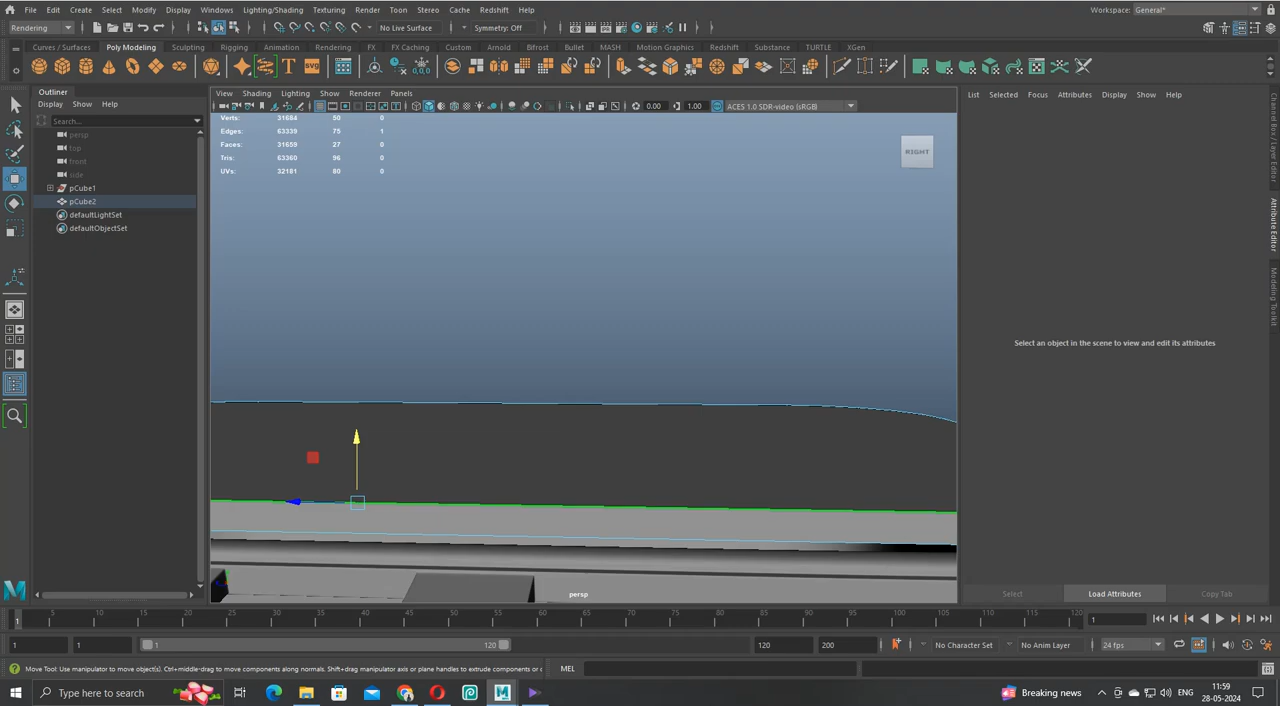 File Edit Create Select Modify Display Windows Lighting/Shading Texturing Render Toon Stereo Cache Redshift Help
Workspace: General*
Rendering
No Live Surface
Symmetry: Off
Curves / Surfaces Poly Modeling Sculpting Rigging Animation Rendering FX FX Caching Custom Arnold Bifrost Bullet MASH Motion Graphics Redshift Substance TURTLE XGen
T SVG 0,0,0
Outliner
Display Show Help
Search...
persp
top
front
side
pCube1
pCube2
defaultLightSet
defaultObjectSet
View Shading Lighting Show Renderer Panels
0.00 1.00 ACES 1.0 SDR-video (sRGB)
Verts: 31684 50 0
Edges: 63339 75 1
Faces: 31659 27 0
Tris: 63360 96 0
UVs: 32181 80 0
RIGHT
persp
List Selected Focus Attributes Display Show Help
Select an object in the scene to view and edit its attributes
Select Load Attributes Copy Tab
Channel Box / Layer Editor
Attribute Editor
Modeling Toolkit
5 10 15 20 25 30 35 40 45 50 55 60 65 70 75 80 85 90 95 100 105 110 115 120
1
1
1 1 1 120 120 200
No Character Set
No Anim Layer
24 fps
Move Tool: Use manipulator to move object(s). Ctrl+middle-drag to move components along normals. Shift+drag manipulator axis or plane handles to extrude components or
MEL
Type here to search
Breaking news
ENG
11:59
28-05-2024